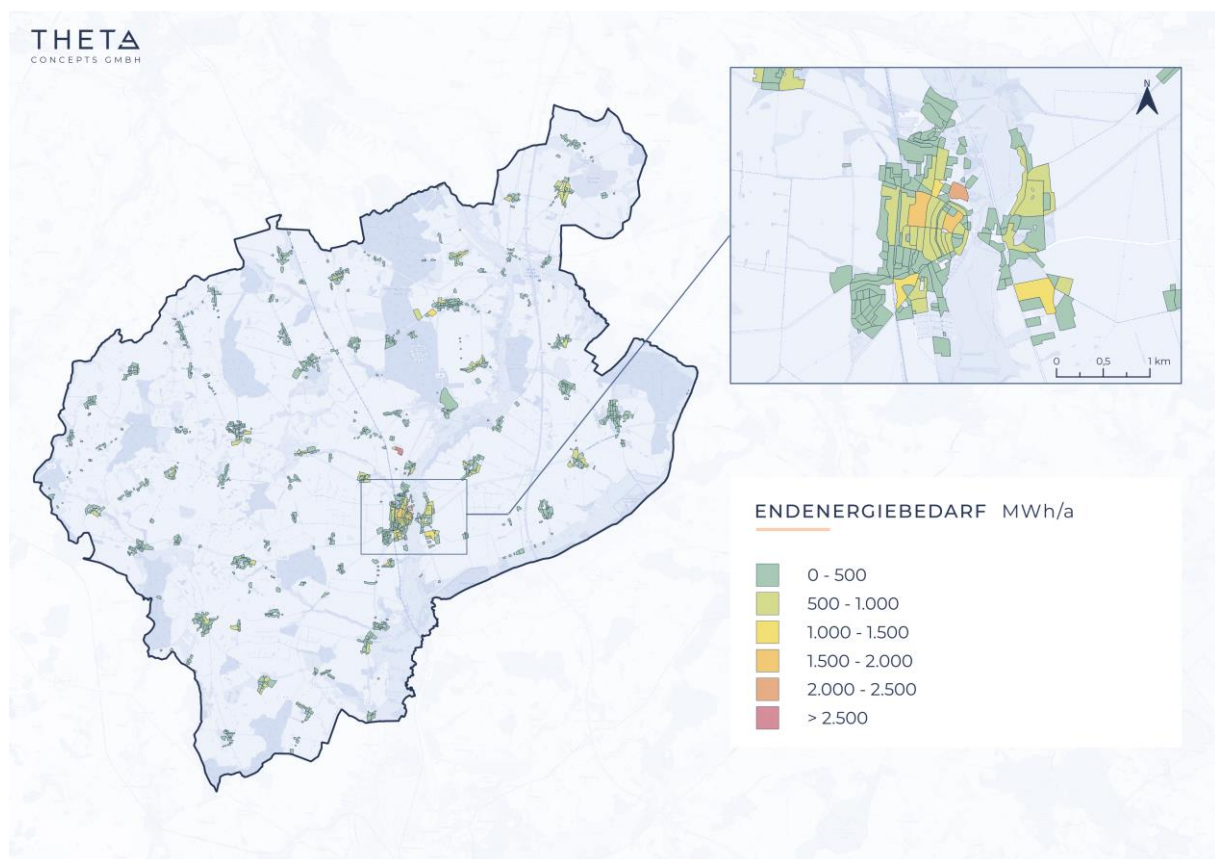 THETA
CONCEPTS GMBH
N
0 0,5 1 km
ENDENERGIEBEDARF MWh/a
0 - 500
500 - 1.000
1.000 - 1.500
1.500 - 2.000
2.000 - 2.500
> 2.500